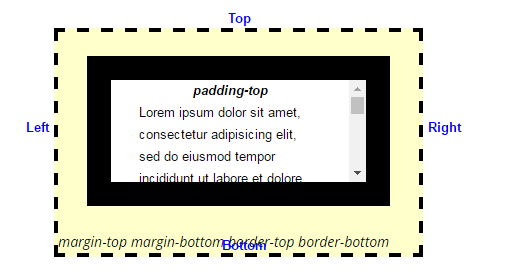 Top
padding-top
Lorem ipsum dolor sit amet,
consectetur adipisicing elit,
sed do eiusmod tempor
incididunt ut labore et dolore
Left
Right
margin-top margin-bottom border-top border-bottom
Bottom